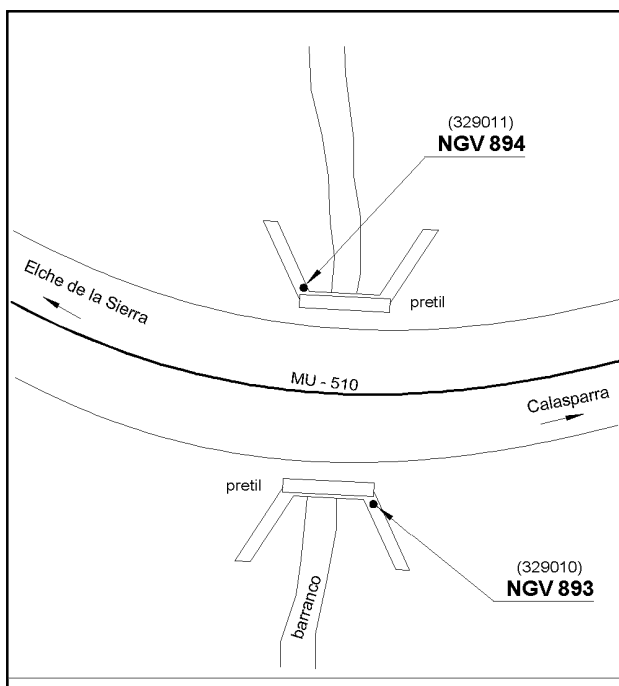 (329011)
NGV 894
Elche de la Sierra
pretil
MU - 510
Calasparra
pretil
(329010)
NGV 893
barranco